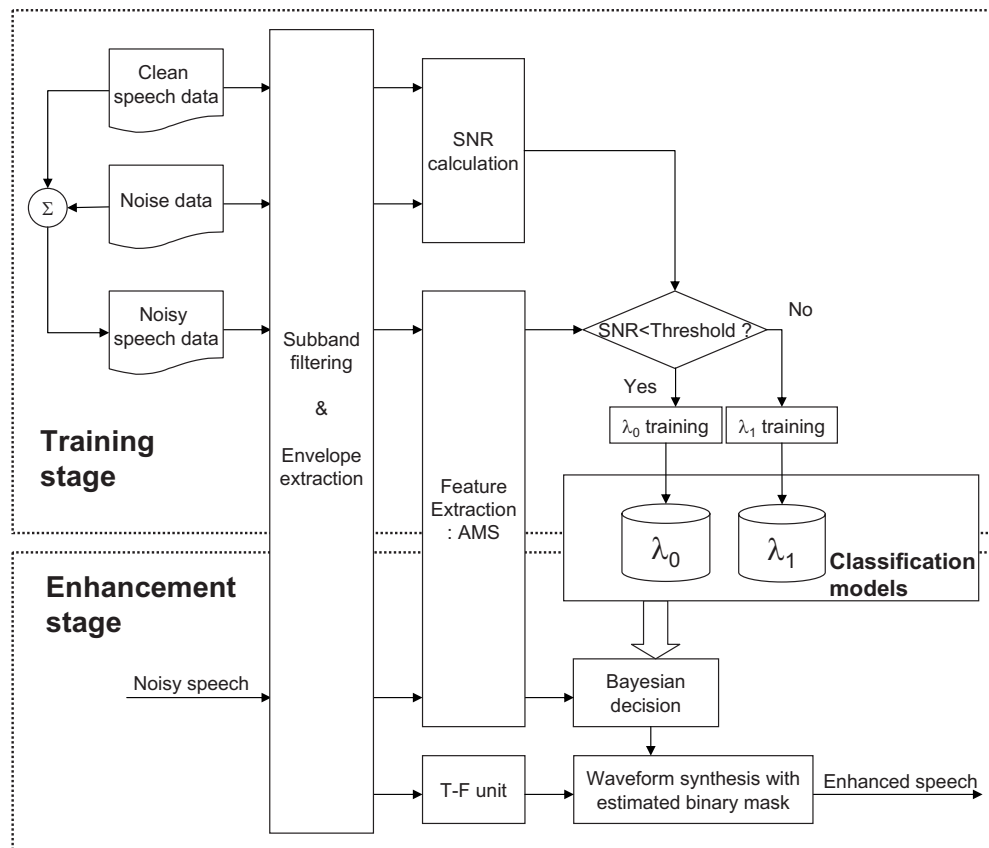 Clean
speech data
Σ
Noise data
Noisy
speech data
Subband
filtering
&
Envelope
extraction
SNR
calculation
SNR<Threshold ?
No
Yes
λ0 training
λ1 training
Training
stage
Feature
Extraction
: AMS
λ0
λ1
Classification
models
Enhancement
stage
Noisy speech
Bayesian
decision
T-F unit
Waveform synthesis with
estimated binary mask
Enhanced speech